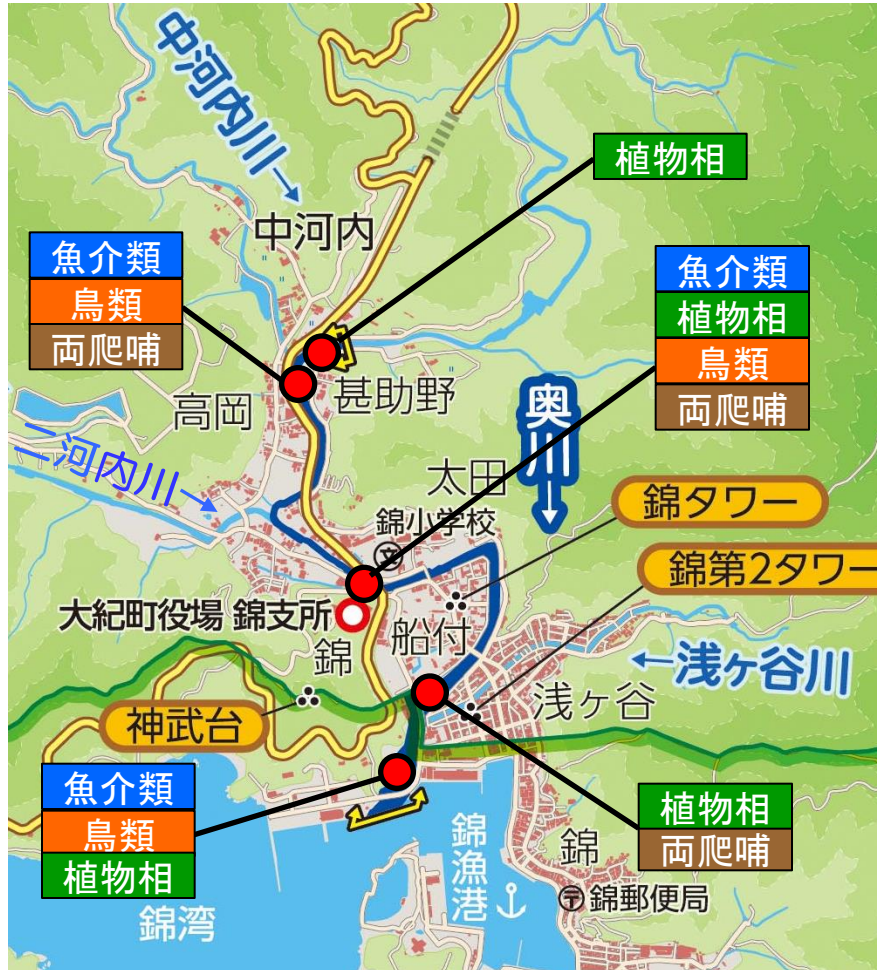 中河内川→
植物相
中河内
魚介類
鳥類
両爬哺
魚介類
植物相
鳥類
両爬哺
甚助野
高岡
奥川→
二河内川→
太田
錦小学校
文
錦タワー
錦第2タワー
大紀町役場 錦支所
船付
錦
←浅ヶ谷川
浅ヶ谷
神武台
魚介類
鳥類
植物相
植物相
両爬哺
錦漁港
錦
〒錦郵便局
錦湾